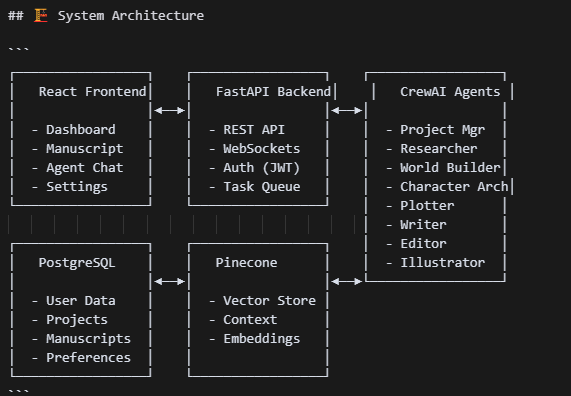 ## 🏗️ System Architecture
```
React Frontend FastAPI Backend CrewAI Agents
- Dashboard - REST API - Project Mgr
- Manuscript - WebSockets - Researcher
- Agent Chat - Auth (JWT) - World Builder
- Settings - Task Queue - Character Arch
- Plotter
- Writer
- Editor
PostgreSQL Pinecone - Illustrator
- User Data - Vector Store
- Projects - Context
- Manuscripts - Embeddings
- Preferences
```